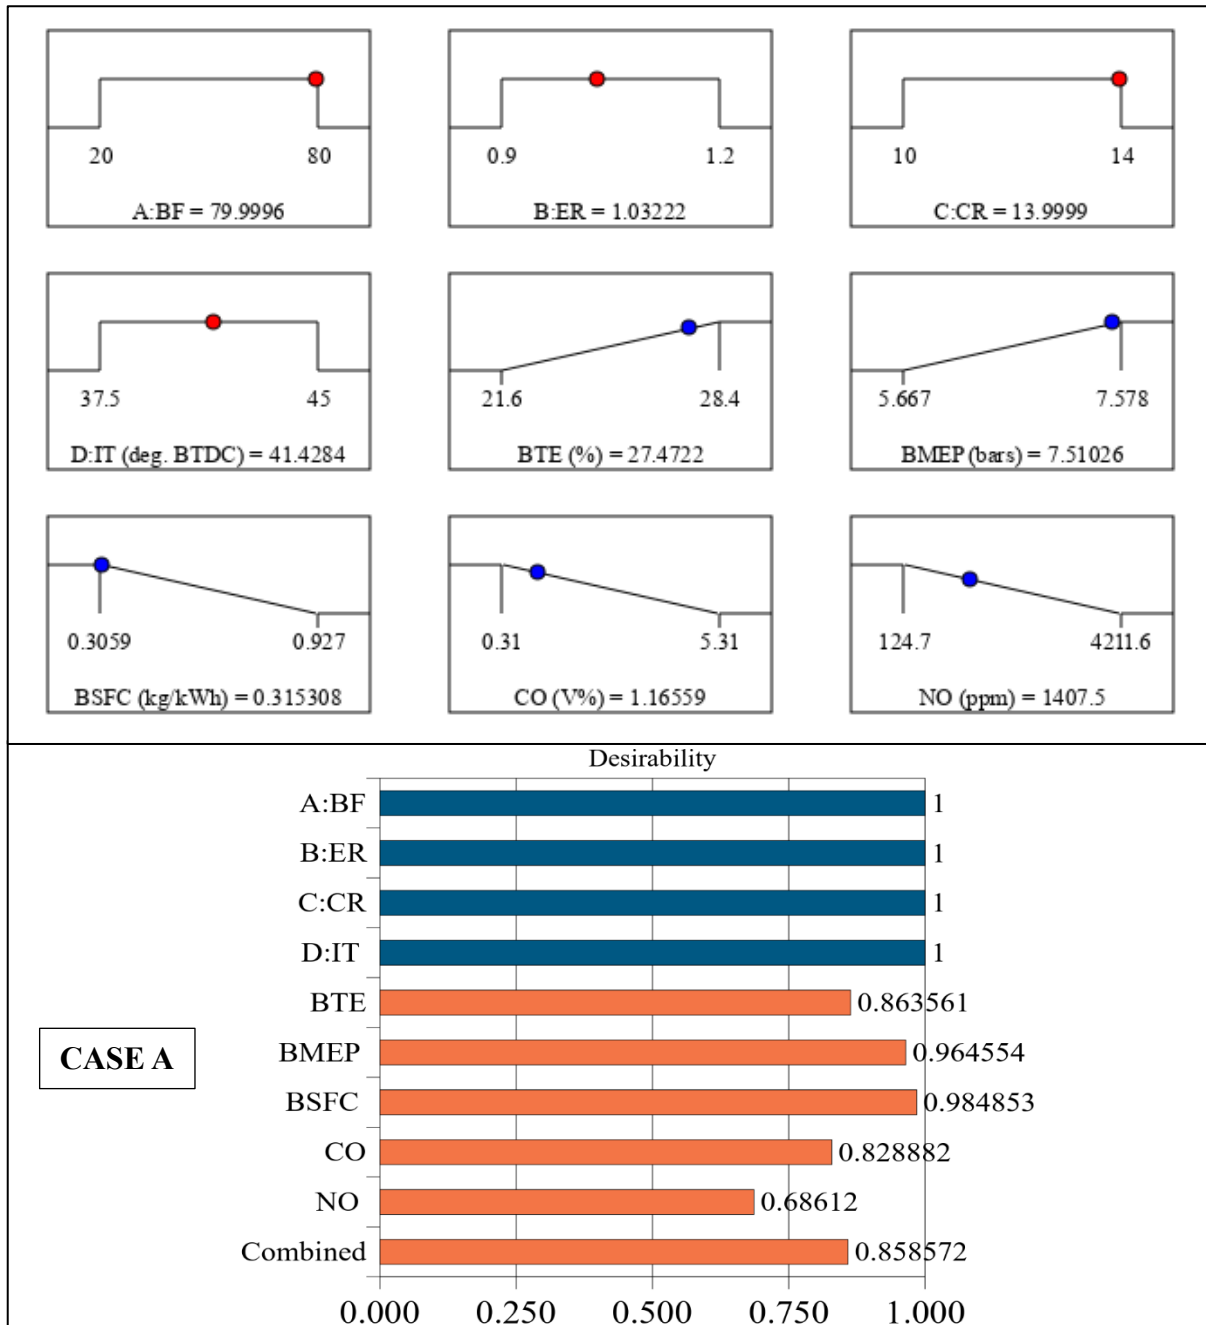 20 80
A:BF = 79.9996
0.9 1.2
B:ER = 1.03222
10 14
C:CR = 13.9999
37.5 45
D:IT (deg. BTDC) = 41.4284
21.6 28.4
BTE (%) = 27.4722
5.667 7.578
BMEP (bars) = 7.51026
0.3059 0.927
BSFC (kg/kWh) = 0.315308
0.31 5.31
CO (V%) = 1.16559
124.7 4211.6
NO (ppm) = 1407.5
Desirability
A:BF 1
B:ER 1
C:CR 1
D:IT 1
BTE 0.863561
CASE A
BMEP 0.964554
BSFC 0.984853
CO 0.828882
NO 0.68612
Combined 0.858572
0.000 0.250 0.500 0.750 1.000